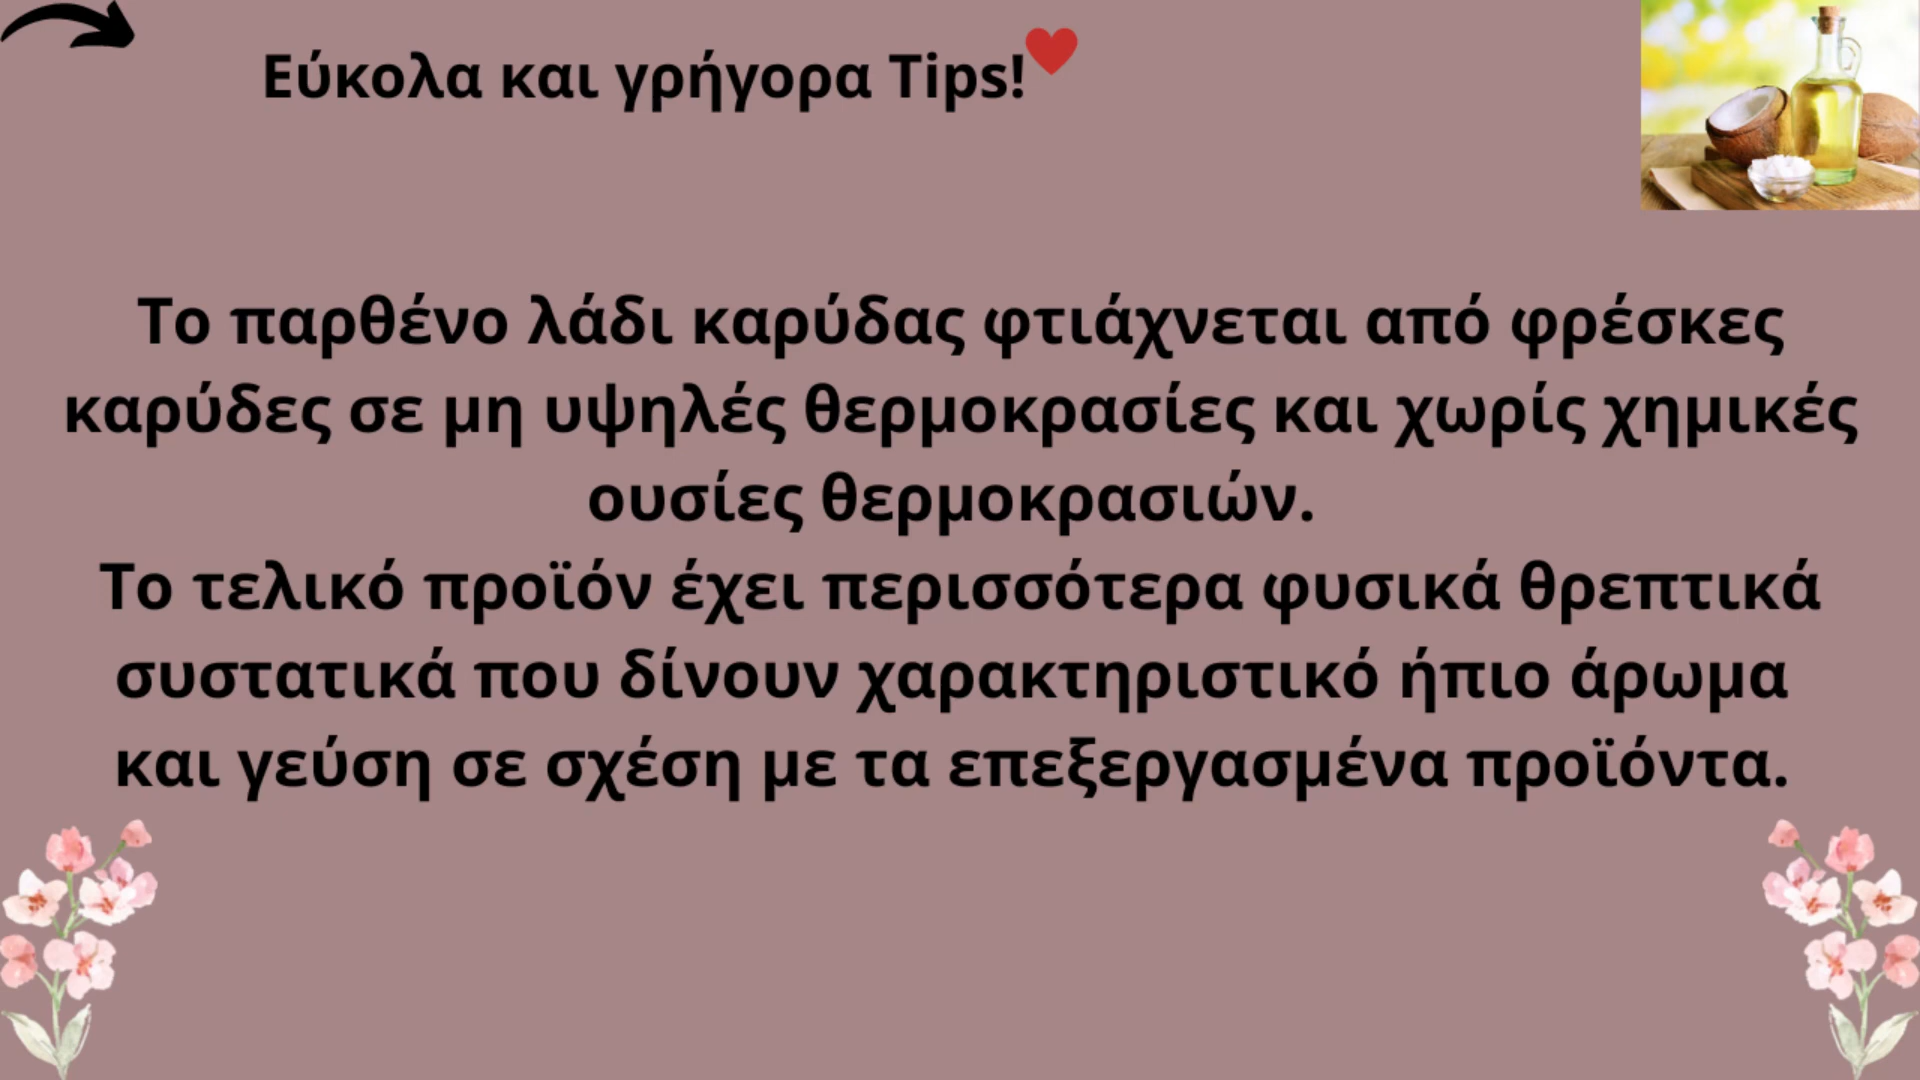 Εύκολα και γρήγορα Tips!
Το παρθένο λάδι καρύδας φτιάχνεται από φρέσκες
καρύδες σε μη υψηλές θερμοκρασίες και χωρίς χημικές
ουσίες θερμοκρασιών.
Το τελικό προϊόν έχει περισσότερα φυσικά θρεπτικά
συστατικά που δίνουν χαρακτηριστικό ήπιο άρωμα
και γεύση σε σχέση με τα επεξεργασμένα προϊόντα.